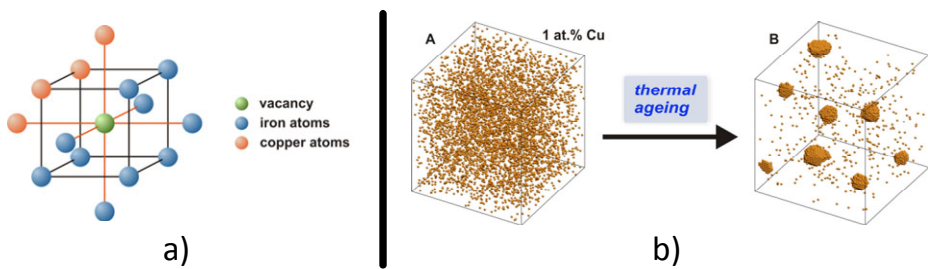 vacancy
iron atoms
copper atoms
a)
A
1 at.% Cu
thermal
ageing
B
b)